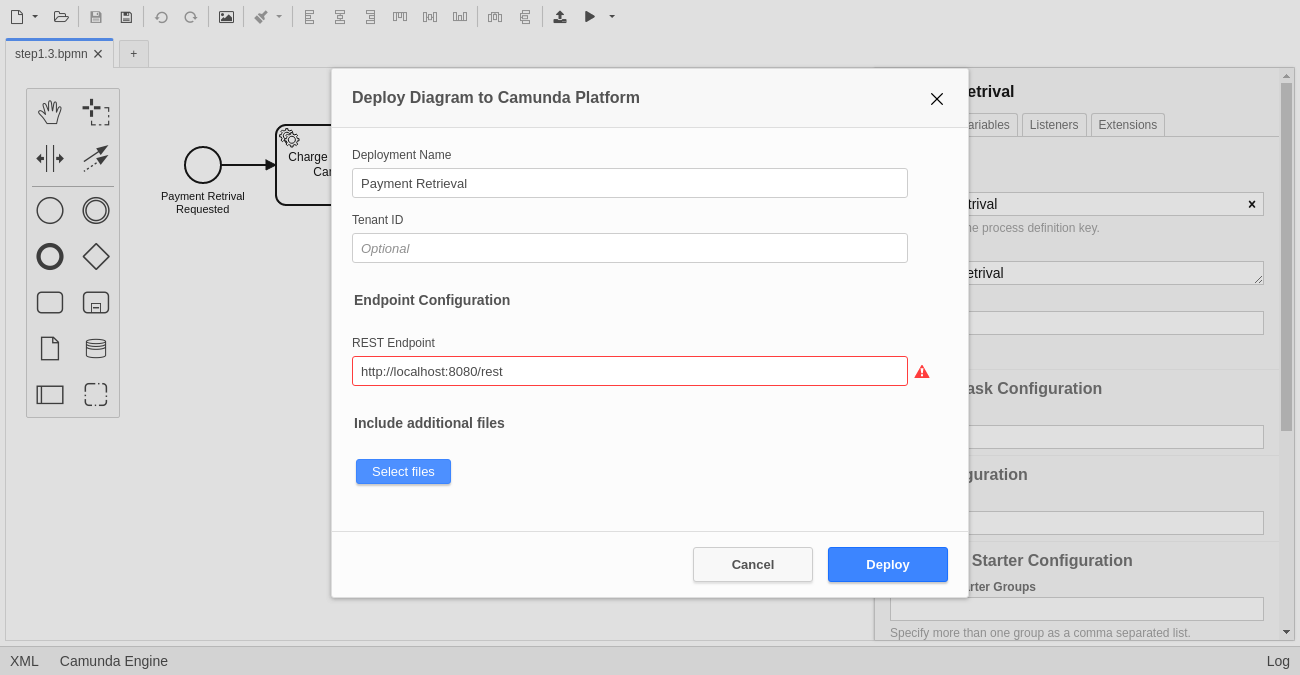 step1.3.bpmn
+
Payment Retrival
Requested
Charge
Deploy Diagram to Camunda Platform
Deployment Name
Payment Retrieval
Tenant ID
Optional
Endpoint Configuration
REST Endpoint
http://localhost:8080/rest
Include additional files
Select files
Cancel
Deploy
etrival
ariables
Listeners
Extensions
trival
ne process definition key.
etrival
ask Configuration
guration
Starter Configuration
rter Groups
Specify more than one group as a comma separated list.
XML
Camunda Engine
Log